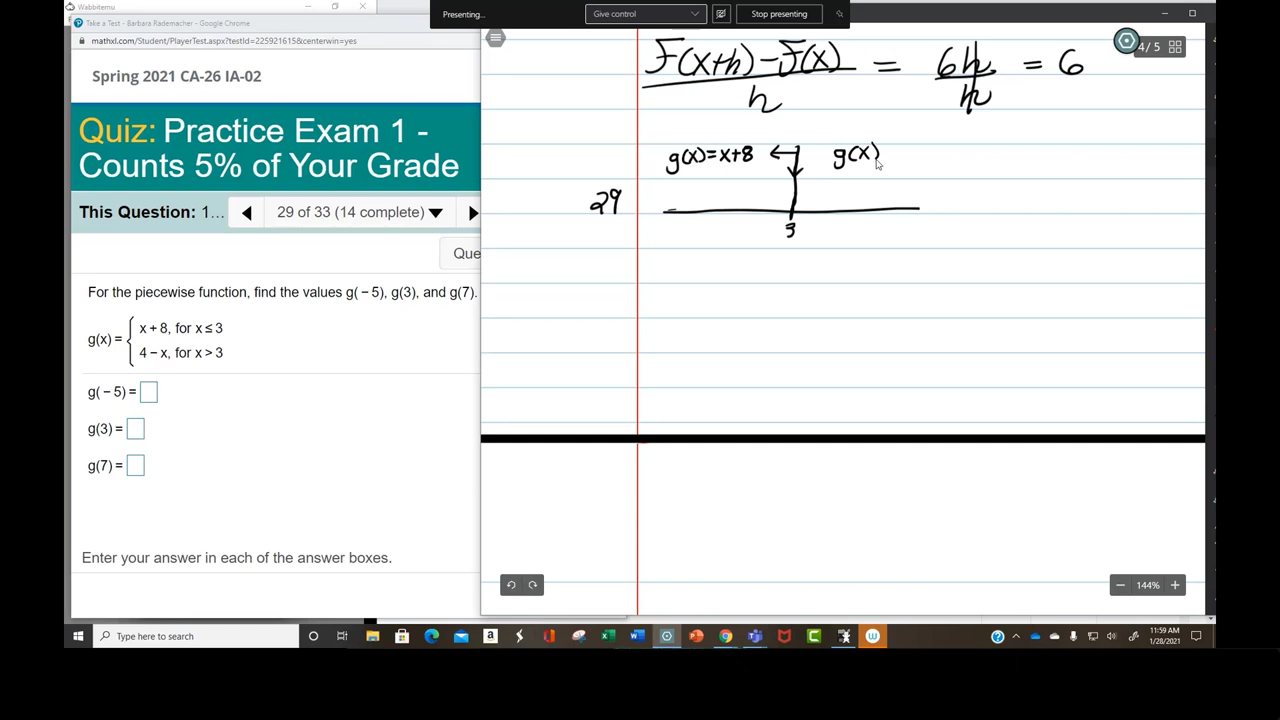 Wabbitemu
Take a Test - Barbara Rademacher - Google Chrome
mathxl.com/Student/PlayerTest.aspx?testId=225921615&centerwin=yes
Presenting...
Give control
Stop presenting
4/5
Spring 2021 CA-26 IA-02
Quiz: Practice Exam 1 -
Counts 5% of Your Grade
This Question: 1...
29 of 33 (14 complete)
Que
For the piecewise function, find the values g( − 5), g(3), and g(7).
g(x) = { x + 8, for x ≤ 3
4 − x, for x > 3
g( − 5) =
g(3) =
g(7) =
Enter your answer in each of the answer boxes.
F(x+h) - F(x) / h = 6h / h = 6
g(x)=x+8 ← g(x)
29
3
144%
Type here to search
11:59 AM
1/28/2021